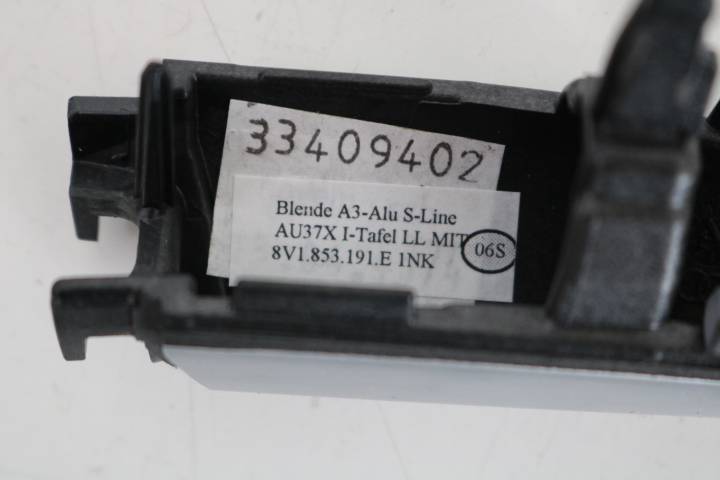 33409402
Blende A3-Alu S-Line
AU37X I-Tafel LL MIT
06S
8V1.853.191.E 1NK